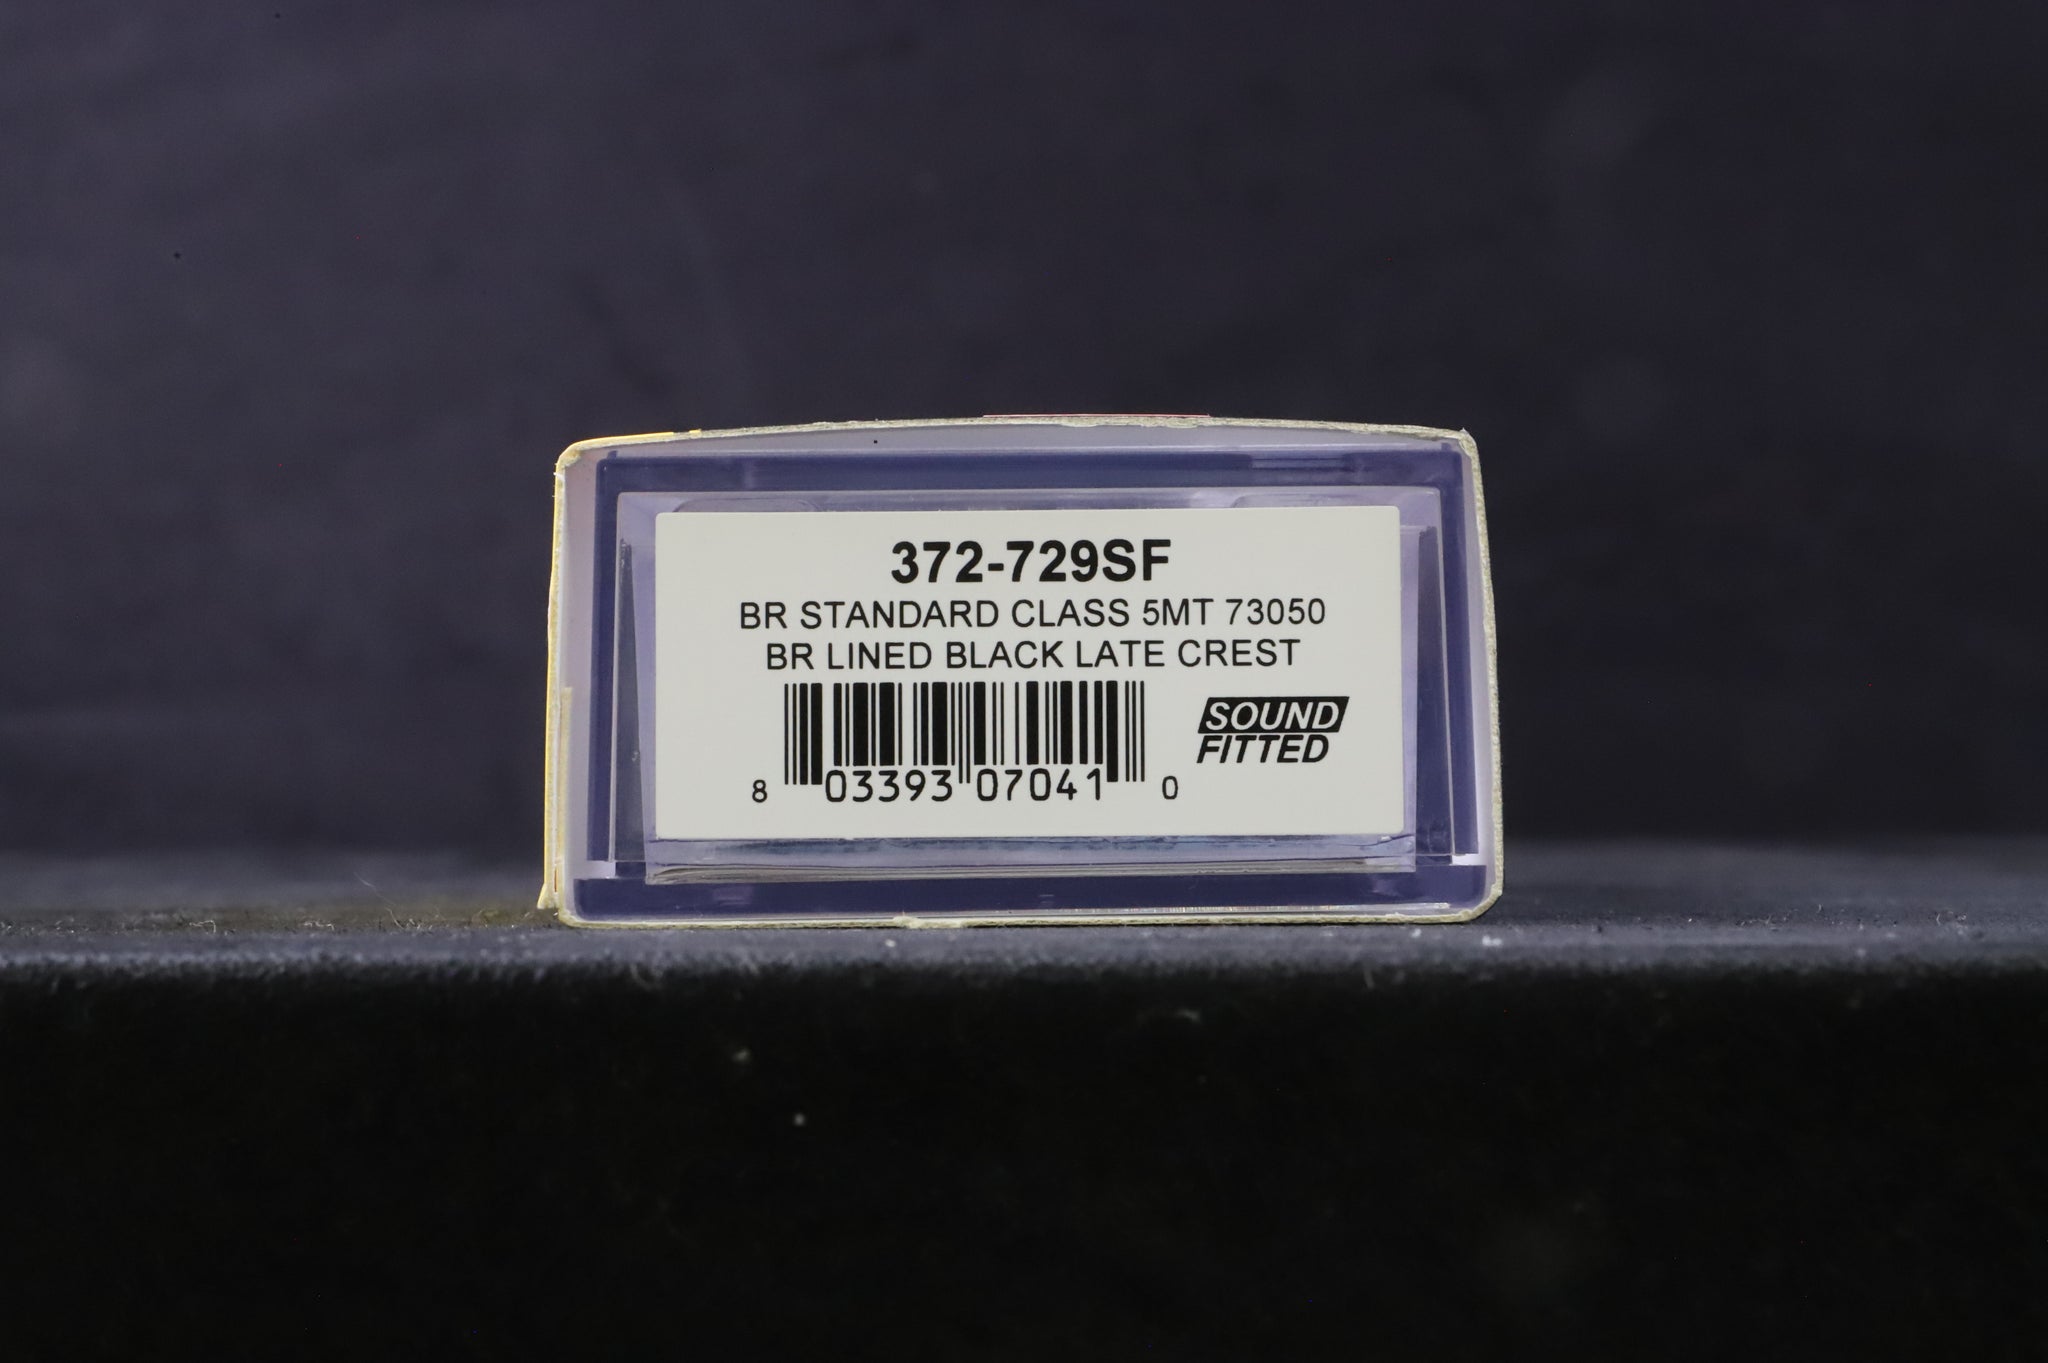 372-729SF
BR STANDARD CLASS 5MT 73050
BR LINED BLACK LATE CREST
SOUND
FITTED
8 03393 07041 0